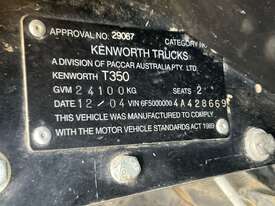 APPROVAL NO. 29067 CATEGORY
KENWORTH TRUCKS
A DIVISION OF PACCAR AUSTRALIA PTY. LTD
KENWORTH T350
GVM 24100 KG SEATS 2
DATE 12/04 VIN 6F5000000 4A428669
THIS VEHICLE WAS MANUFACTURED TO COMPLY
WITH THE MOTOR VEHICLE STANDARDS ACT 1989